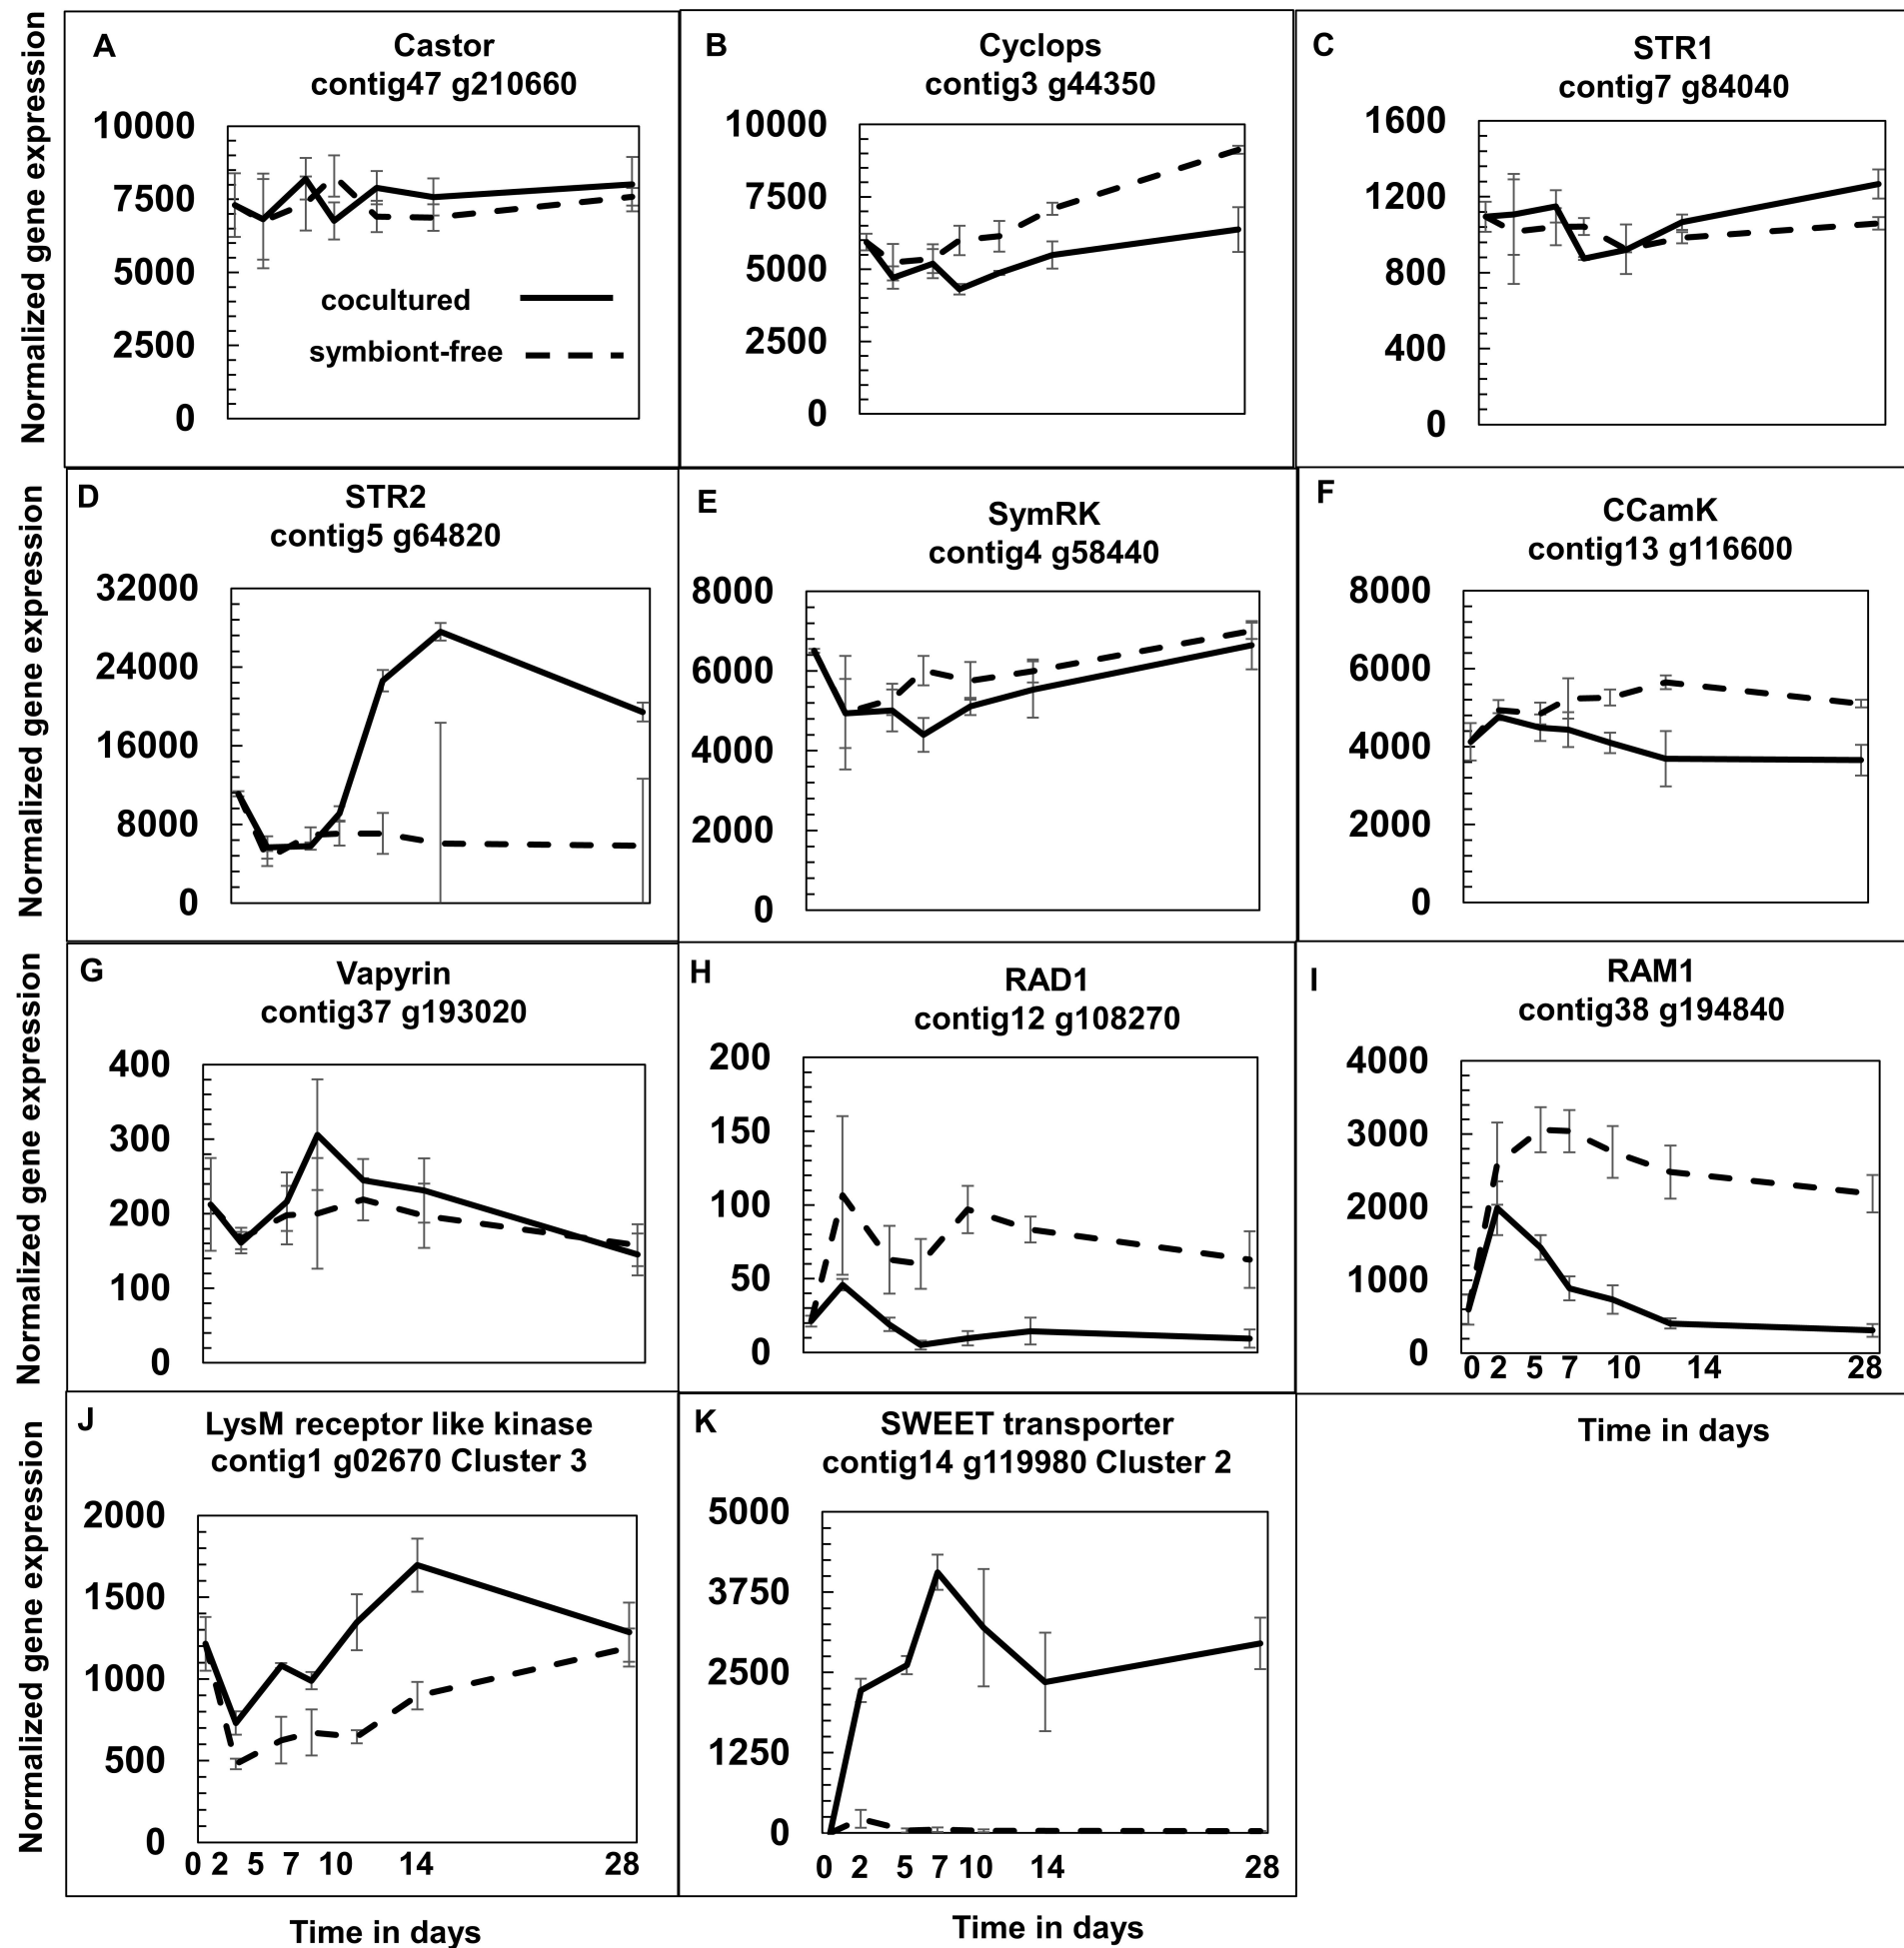 Normalized gene expression
A
Castor
contig47 g210660
10000
7500
5000
2500
0
cocultured
symbiont-free
B
Cyclops
contig3 g44350
10000
7500
5000
2500
0
C
STR1
contig7 g84040
1600
1200
800
400
0
Normalized gene expression
D
STR2
contig5 g64820
32000
24000
16000
8000
0
E
SymRK
contig4 g58440
8000
6000
4000
2000
0
F
CCamK
contig13 g116600
8000
6000
4000
2000
0
Normalized gene expression
G
Vapyrin
contig37 g193020
400
300
200
100
0
H
RAD1
contig12 g108270
200
150
100
50
0
I
RAM1
contig38 g194840
4000
3000
2000
1000
0
0 2 5 7 10 14 28
Time in days
Normalized gene expression
J
LysM receptor like kinase
contig1 g02670 Cluster 3
2000
1500
1000
500
0
0 2 5 7 10 14 28
Time in days
K
SWEET transporter
contig14 g119980 Cluster 2
5000
3750
2500
1250
0
0 2 5 7 10 14 28
Time in days